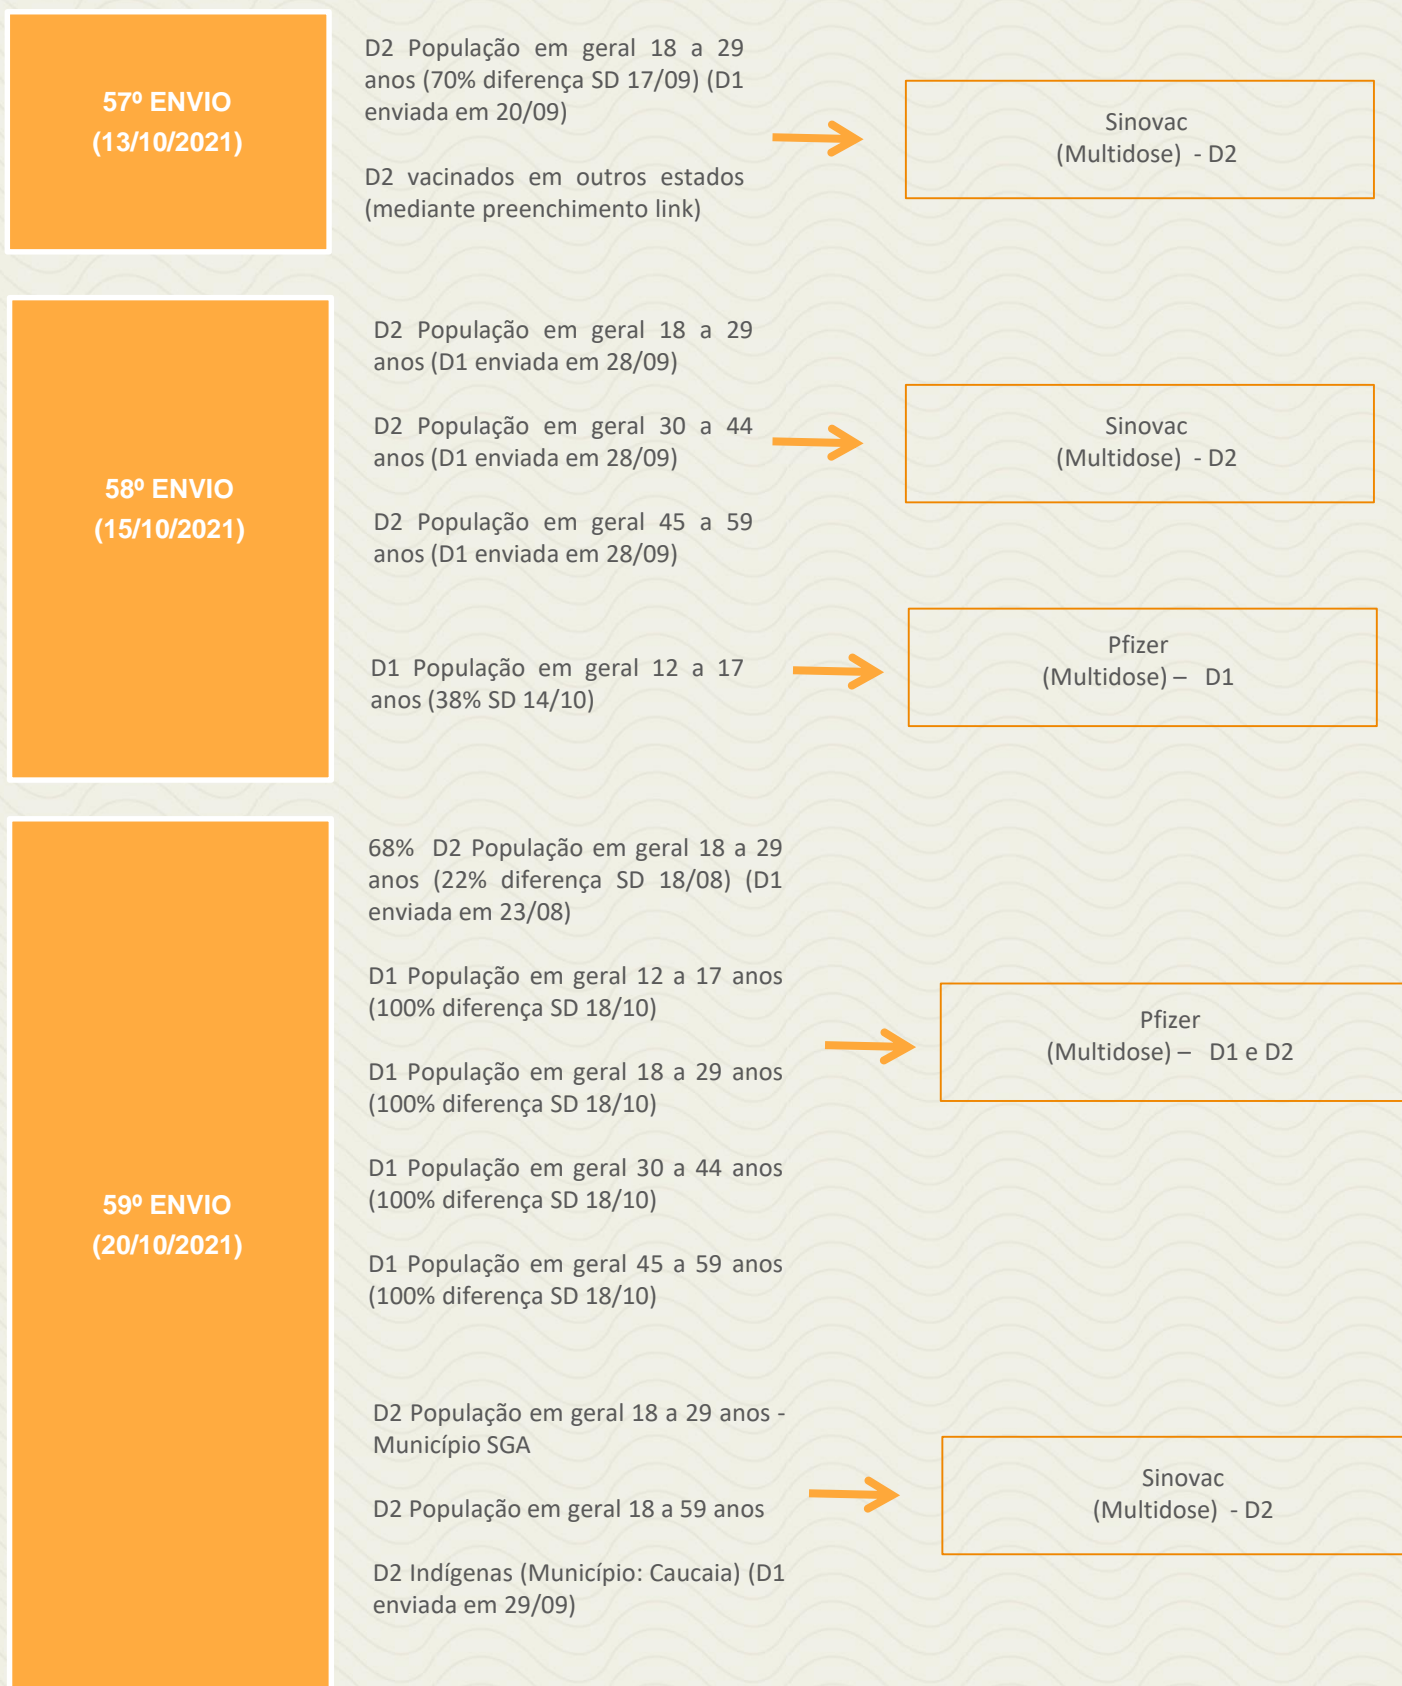 57º ENVIO
(13/10/2021)
D2 População em geral 18 a 29
anos (70% diferença SD 17/09) (D1
enviada em 20/09)
D2 vacinados em outros estados
(mediante preenchimento link)
Sinovac
(Multidose) - D2
58º ENVIO
(15/10/2021)
D2 População em geral 18 a 29
anos (D1 enviada em 28/09)
D2 População em geral 30 a 44
anos (D1 enviada em 28/09)
D2 População em geral 45 a 59
anos (D1 enviada em 28/09)
Sinovac
(Multidose) - D2
D1 População em geral 12 a 17
anos (38% SD 14/10)
Pfizer
(Multidose) – D1
59º ENVIO
(20/10/2021)
68% D2 População em geral 18 a 29
anos (22% diferença SD 18/08) (D1
enviada em 23/08)
D1 População em geral 12 a 17 anos
(100% diferença SD 18/10)
D1 População em geral 18 a 29 anos
(100% diferença SD 18/10)
D1 População em geral 30 a 44 anos
(100% diferença SD 18/10)
D1 População em geral 45 a 59 anos
(100% diferença SD 18/10)
Pfizer
(Multidose) – D1 e D2
D2 População em geral 18 a 29 anos -
Município SGA
D2 População em geral 18 a 59 anos
D2 Indígenas (Município: Caucaia) (D1
enviada em 29/09)
Sinovac
(Multidose) - D2